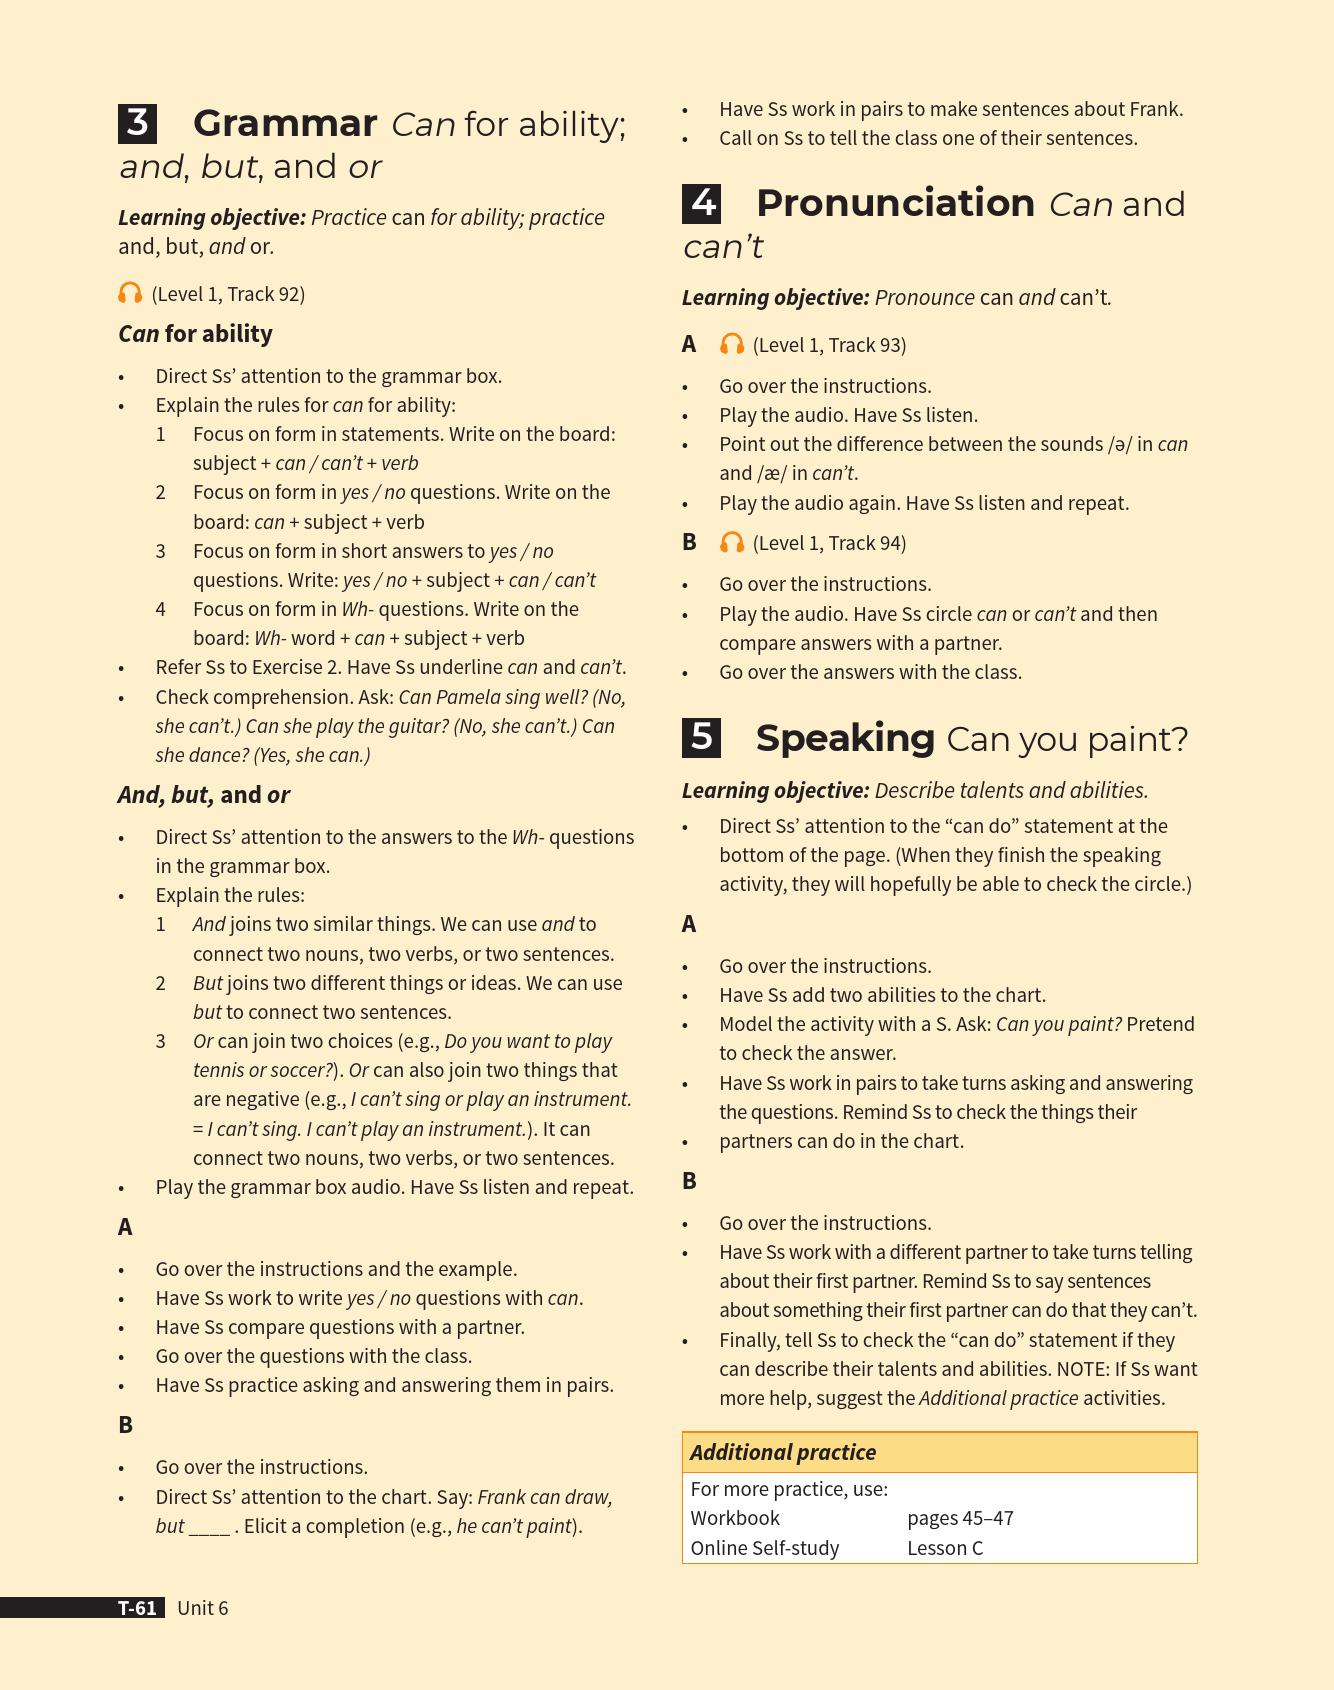 3 Grammar Can for ability;
and, but, and or
Learning objective: Practice can for ability; practice
and, but, and or.
(Level 1, Track 92)
Can for ability
• Direct Ss’ attention to the grammar box.
• Explain the rules for can for ability:
1 Focus on form in statements. Write on the board:
subject + can / can’t + verb
2 Focus on form in yes / no questions. Write on the
board: can + subject + verb
3 Focus on form in short answers to yes / no
questions. Write: yes / no + subject + can / can’t
4 Focus on form in Wh- questions. Write on the
board: Wh- word + can + subject + verb
• Refer Ss to Exercise 2. Have Ss underline can and can’t.
• Check comprehension. Ask: Can Pamela sing well? (No,
she can’t.) Can she play the guitar? (No, she can’t.) Can
she dance? (Yes, she can.)
And, but, and or
• Direct Ss’ attention to the answers to the Wh- questions
in the grammar box.
• Explain the rules:
1 And joins two similar things. We can use and to
connect two nouns, two verbs, or two sentences.
2 But joins two different things or ideas. We can use
but to connect two sentences.
3 Or can join two choices (e.g., Do you want to play
tennis or soccer?). Or can also join two things that
are negative (e.g., I can’t sing or play an instrument.
= I can’t sing. I can’t play an instrument.). It can
connect two nouns, two verbs, or two sentences.
• Play the grammar box audio. Have Ss listen and repeat.
A
• Go over the instructions and the example.
• Have Ss work to write yes / no questions with can.
• Have Ss compare questions with a partner.
• Go over the questions with the class.
• Have Ss practice asking and answering them in pairs.
B
• Go over the instructions.
• Direct Ss’ attention to the chart. Say: Frank can draw,
but ____ . Elicit a completion (e.g., he can’t paint).
• Have Ss work in pairs to make sentences about Frank.
• Call on Ss to tell the class one of their sentences.
4 Pronunciation Can and
can’t
Learning objective: Pronounce can and can’t.
A (Level 1, Track 93)
• Go over the instructions.
• Play the audio. Have Ss listen.
• Point out the difference between the sounds /ə/ in can
and /æ/ in can’t.
• Play the audio again. Have Ss listen and repeat.
B (Level 1, Track 94)
• Go over the instructions.
• Play the audio. Have Ss circle can or can’t and then
compare answers with a partner.
• Go over the answers with the class.
5 Speaking Can you paint?
Learning objective: Describe talents and abilities.
• Direct Ss’ attention to the “can do” statement at the
bottom of the page. (When they finish the speaking
activity, they will hopefully be able to check the circle.)
A
• Go over the instructions.
• Have Ss add two abilities to the chart.
• Model the activity with a S. Ask: Can you paint? Pretend
to check the answer.
• Have Ss work in pairs to take turns asking and answering
the questions. Remind Ss to check the things their
• partners can do in the chart.
B
• Go over the instructions.
• Have Ss work with a different partner to take turns telling
about their first partner. Remind Ss to say sentences
about something their first partner can do that they can’t.
• Finally, tell Ss to check the “can do” statement if they
can describe their talents and abilities. NOTE: If Ss want
more help, suggest the Additional practice activities.
Additional practice
For more practice, use:
Workbook pages 45–47
Online Self-study Lesson C
T-61 Unit 6